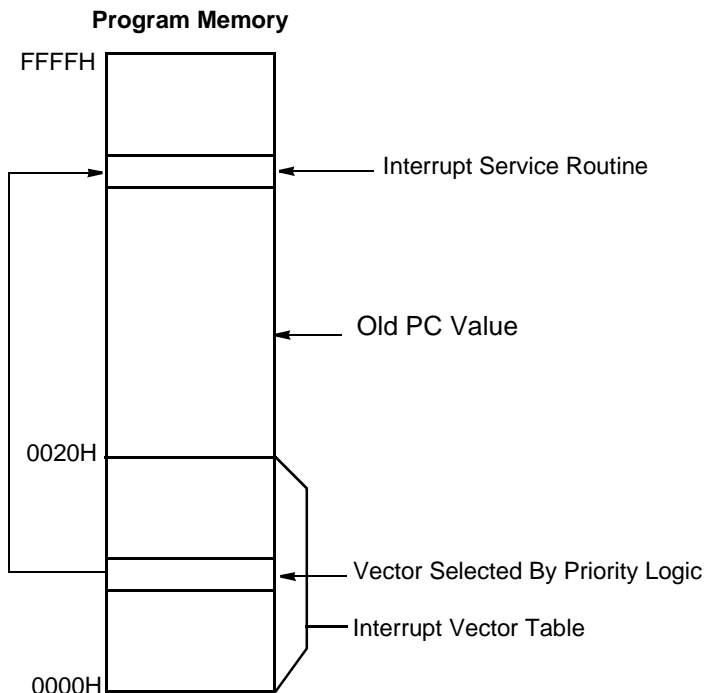 Program Memory
FFFFH
Interrupt Service Routine
Old PC Value
0020H
Vector Selected By Priority Logic
Interrupt Vector Table
0000H